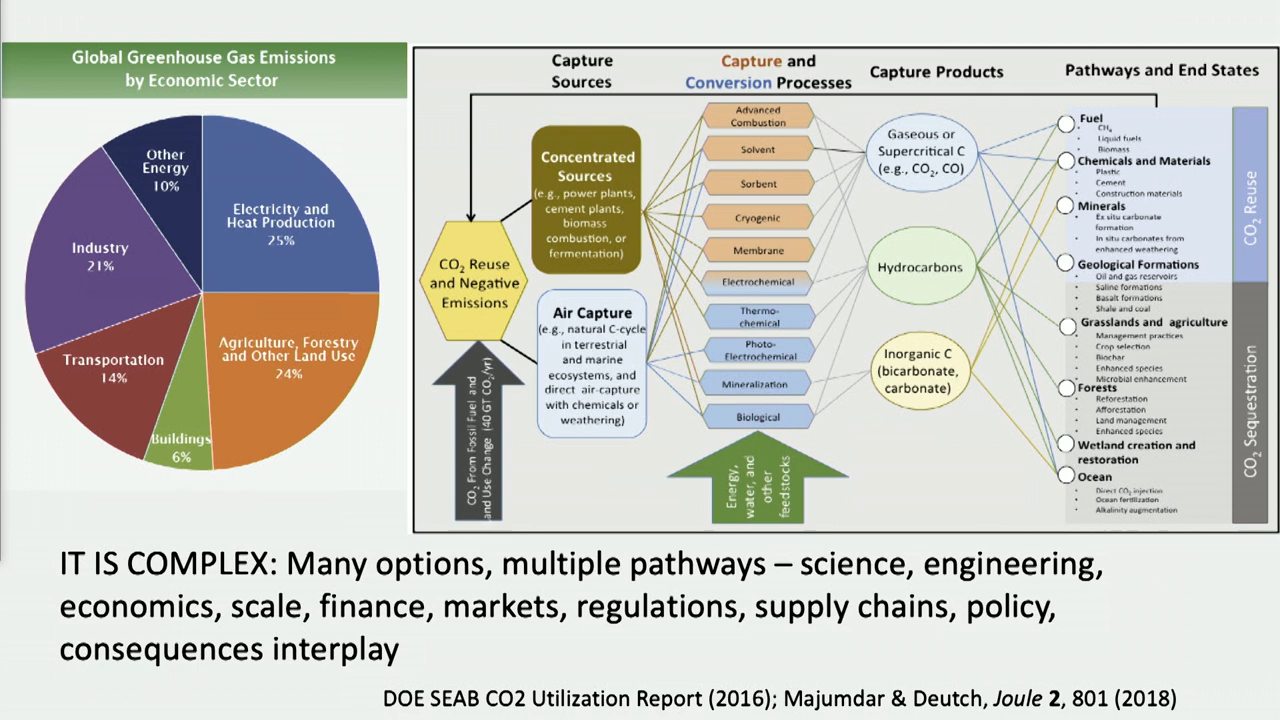 Global Greenhouse Gas Emissions
by Economic Sector
Other
Energy
10%
Electricity and
Heat Production
25%
Industry
21%
Transportation
14%
Agriculture, Forestry
and Other Land Use
24%
Buildings
6%
Capture
Sources
Capture and
Conversion Processes
Capture Products
Pathways and End States
CO₂ Reuse
and Negative
Emissions
CO₂ From Fossil Fuel and
and Use Change (40 GT CO₂/yr)
Concentrated
Sources
(e.g., power plants,
cement plants,
biomass
combustion, or
fermentation)
Air Capture
(e.g., natural C-cycle
in terrestrial
and marine
ecosystems, and
direct air-capture
with chemicals or
weathering)
Advanced
Combustion
Solvent
Sorbent
Cryogenic
Membrane
Electrochemical
Thermo-
chemical
Photo-
Electrochemical
Mineralization
Biological
Energy,
water, and
other
feedstocks
Gaseous or
Supercritical C
(e.g., CO₂, CO)
Hydrocarbons
Inorganic C
(bicarbonate,
carbonate)
Fuel
• CH₄
• Liquid fuels
• Biomass
Chemicals and Materials
• Plastic
• Cement
• Construction materials
Minerals
• Ex situ carbonate
formation
• In situ carbonates from
enhanced weathering
Geological Formations
• Oil and gas reservoirs
• Saline formations
• Basalt formations
• Shale and coal
Grasslands and agriculture
• Management practices
• Crop selection
• Biochar
• Enhanced species
• Microbial enhancement
Forests
• Reforestation
• Afforestation
• Land management
• Enhanced species
Wetland creation and
restoration
Ocean
• Direct CO₂ injection
• Ocean fertilization
• Alkalinity augmentation
CO₂ Reuse
CO₂ Sequestration
IT IS COMPLEX: Many options, multiple pathways – science, engineering,
economics, scale, finance, markets, regulations, supply chains, policy,
consequences interplay
DOE SEAB CO2 Utilization Report (2016); Majumdar & Deutch, Joule 2, 801 (2018)